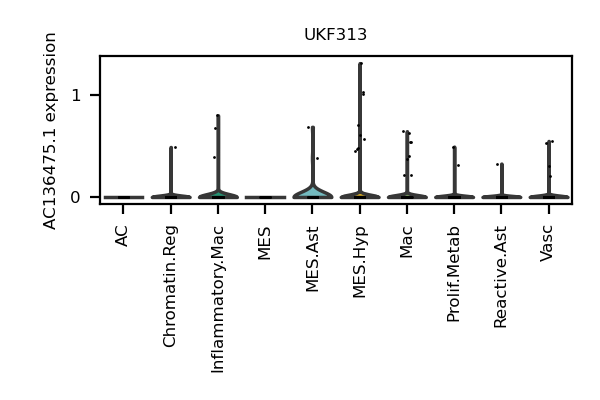 UKF313
AC136475.1 expression
1
0
AC
Chromatin.Reg
Inflammatory.Mac
MES
MES.Ast
MES.Hyp
Mac
Prolif.Metab
Reactive.Ast
Vasc